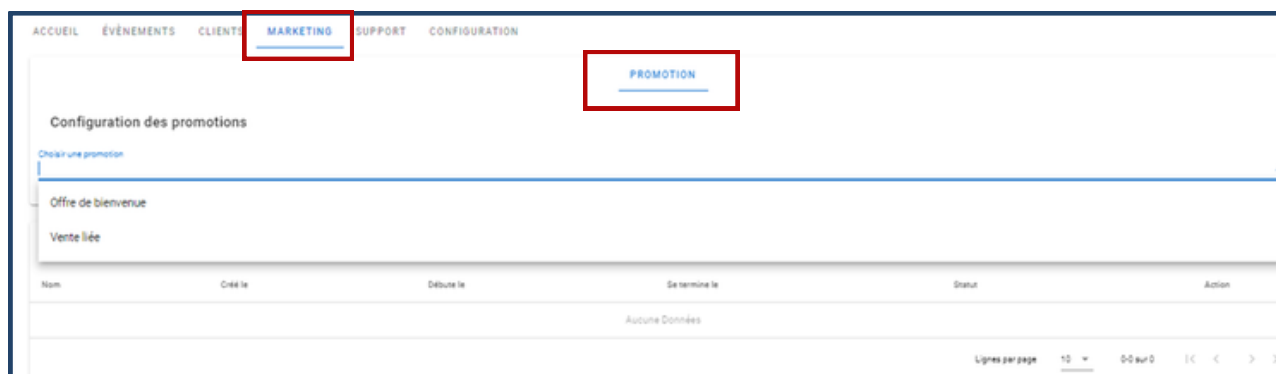 ACCUEIL ÉVÈNEMENTS CLIENTS MARKETING SUPPORT CONFIGURATION
PROMOTION
Configuration des promotions
Choisir une promotion
Offre de bienvenue
Vente liée
Nom Créé le Débute le Se termine le Statut Action
Aucune Données
Lignes par page 10 0-0 sur 0